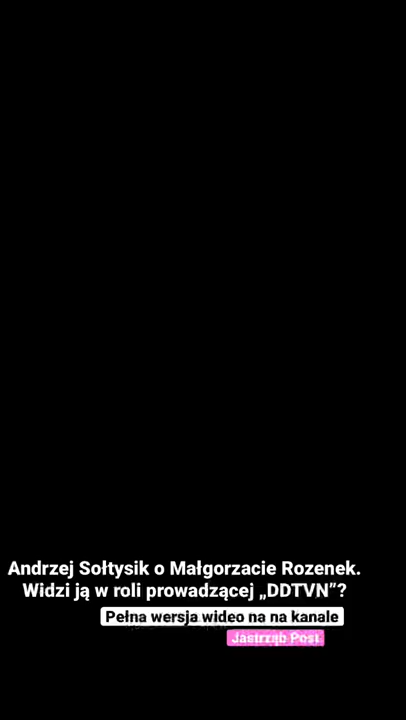 Andrzej Sołtysik o Małgorzacie Rozenek.
Widzi ją w roli prowadzącej „DDTVN”?
Pełna wersja wideo na na kanale
Jastrząb Post